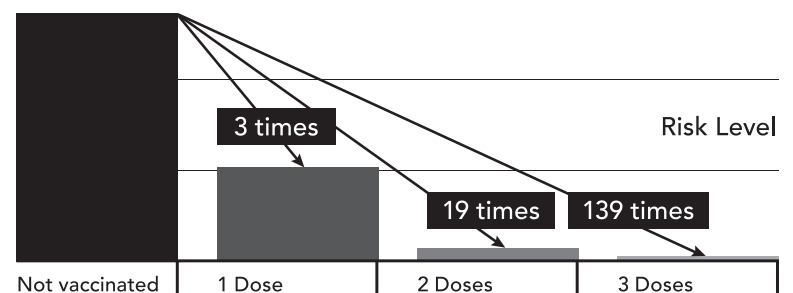 3 times
Risk Level
19 times
139 times
Not vaccinated
1 Dose
2 Doses
3 Doses